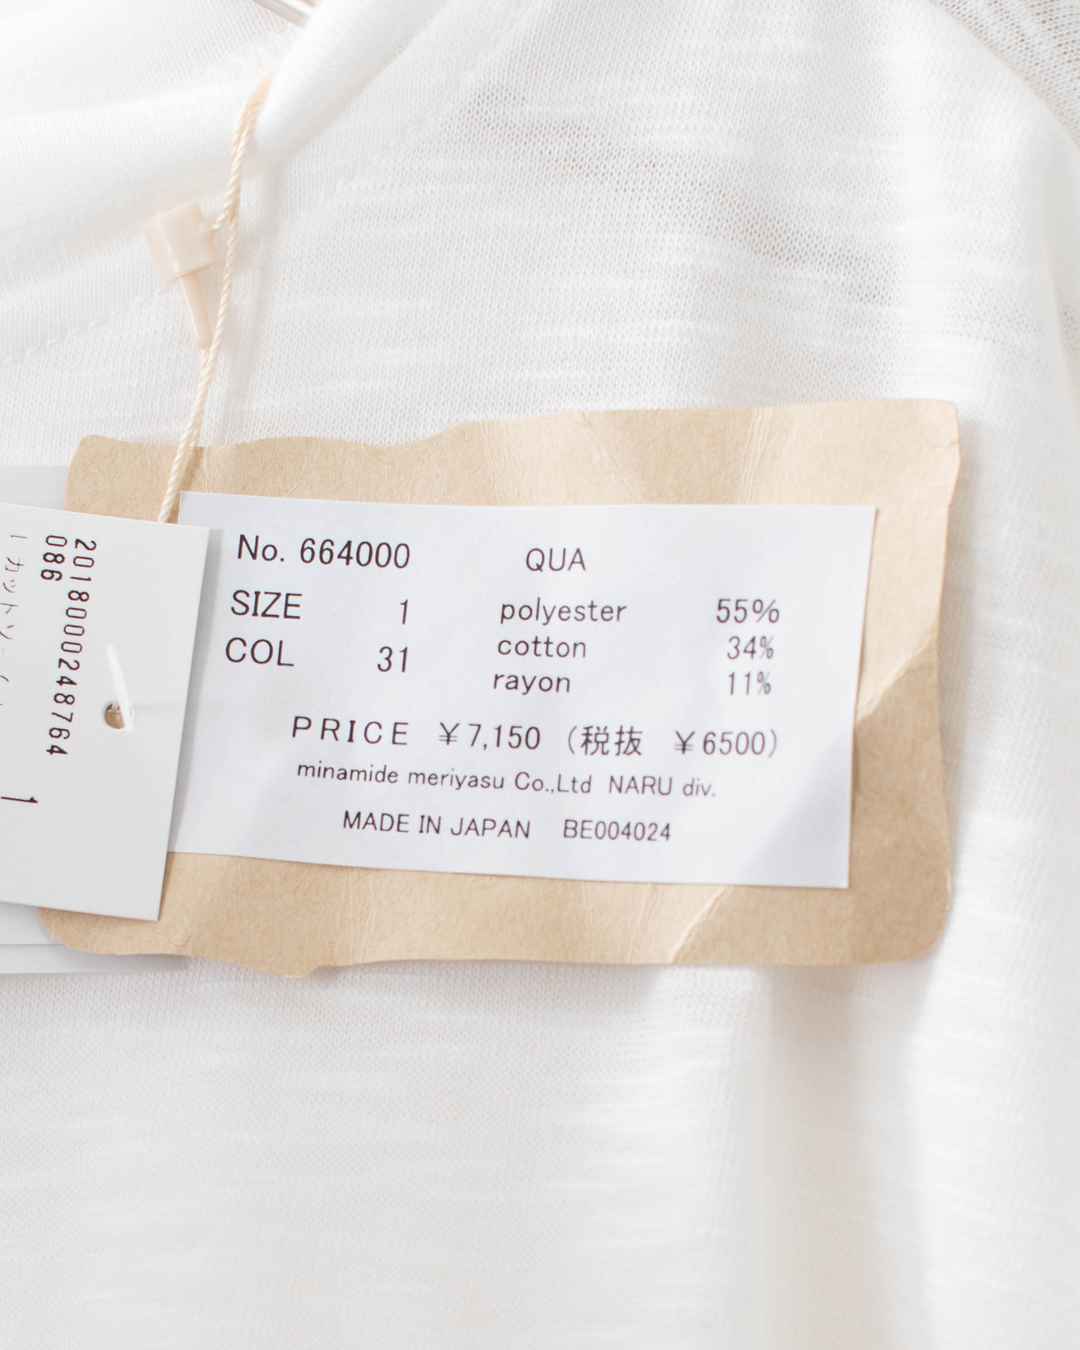 No. 664000 QUA
SIZE 1 polyester 55%
COL 31 cotton 34%
rayon 11%
PRICE ¥7,150 (税抜 ¥6500)
minamide meriyasu Co.,Ltd NARU div.
MADE IN JAPAN BE004024
2018000248764
086
1